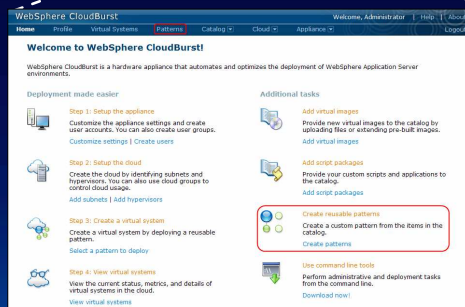 WebSphere CloudBurst
Welcome, Administrator | Help | About
Home Profile Virtual Systems Patterns Catalog Cloud Appliance Logout
Welcome to WebSphere CloudBurst!
WebSphere CloudBurst is a hardware appliance that automates and optimizes the deployment of WebSphere Application Server
environments.
Deployment made easier
Step 1: Setup the appliance
Customize the appliance settings and create
user accounts. You can also create user groups.
Customize settings | Create users
Step 2: Setup the cloud
Create the cloud by identifying subnets and
hypervisors. You can also use cloud groups to
control cloud usage.
Add subnets | Add hypervisors
Step 3: Create a virtual system
Create a virtual system by deploying a reusable
pattern.
Select a pattern to deploy
Step 4: View virtual systems
View the current status, metrics, and details of
virtual systems in the cloud.
View virtual systems
Additional tasks
Add virtual images
Provide new virtual images to the catalog by
uploading files or extending pre-built images.
Add virtual images
Add script packages
Provide your custom scripts and applications to
the catalog.
Add script packages
Create reusable patterns
Create a custom pattern from the items in the
catalog.
Create patterns
Use command line tools
Perform administrative and deployment tasks
from the command line.
Download now!